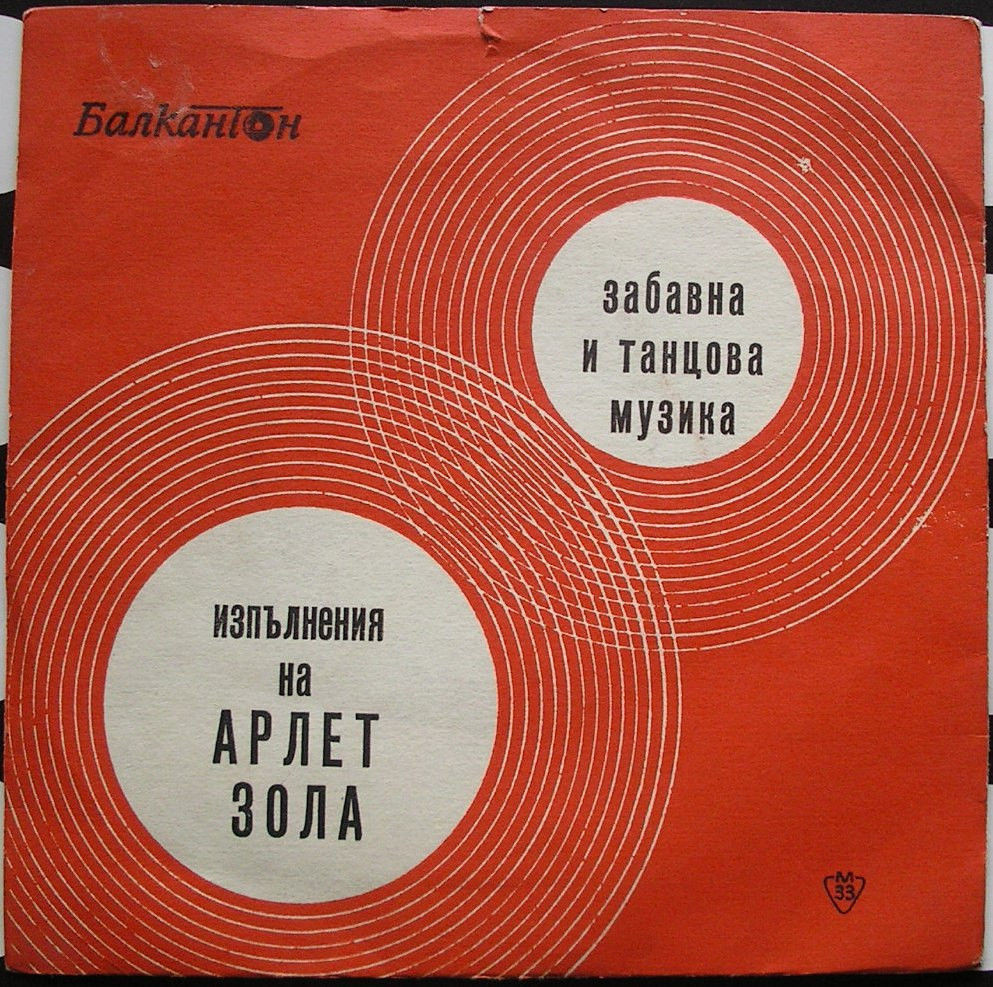 Балкантон
забавна
и танцова
музика
изпълнения
на
АРЛЕТ
ЗОЛА
М
33